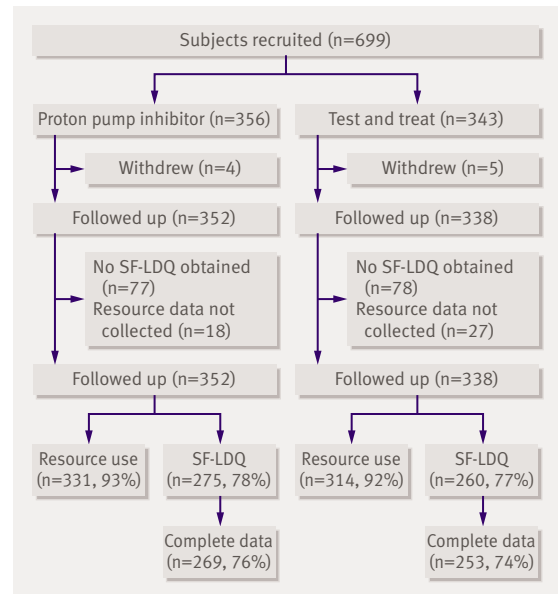 Subjects recruited (n=699)
Proton pump inhibitor (n=356)
Test and treat (n=343)
Withdrew (n=4)
Withdrew (n=5)
Followed up (n=352)
Followed up (n=338)
No SF-LDQ obtained
(n=77)
Resource data not
collected (n=18)
No SF-LDQ obtained
(n=78)
Resource data not
collected (n=27)
Followed up (n=352)
Followed up (n=338)
Resource use
(n=331, 93%)
SF-LDQ
(n=275, 78%)
Resource use
(n=314, 92%)
SF-LDQ
(n=260, 77%)
Complete data
(n=269, 76%)
Complete data
(n=253, 74%)